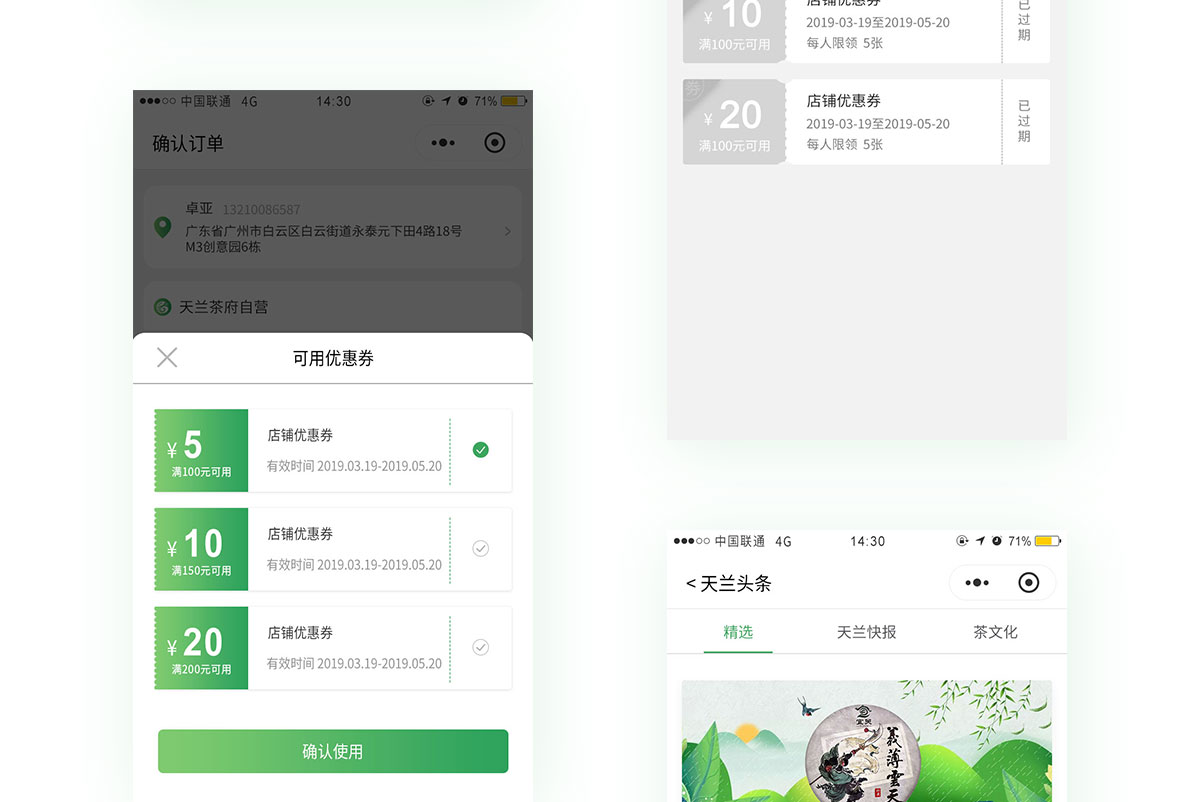 中国联通 4G 14:30 71%
确认订单
卓亚 13210086587
广东省广州市白云区白云街道永泰元下田4路18号
M3创意园6栋
天兰茶府自营
可用优惠券
¥ 5
满100元可用
店铺优惠券
有效时间 2019.03.19-2019.05.20
¥ 10
满150元可用
店铺优惠券
有效时间 2019.03.19-2019.05.20
¥ 20
满200元可用
店铺优惠券
有效时间 2019.03.19-2019.05.20
确认使用
¥ 10
满100元可用
店铺优惠券
2019-03-19至2019-05-20
每人限领 5张
已过期
券
¥ 20
满100元可用
店铺优惠券
2019-03-19至2019-05-20
每人限领 5张
已过期
中国联通 4G 14:30 71%
< 天兰头条
精选 天兰快报 茶文化
義薄雲天